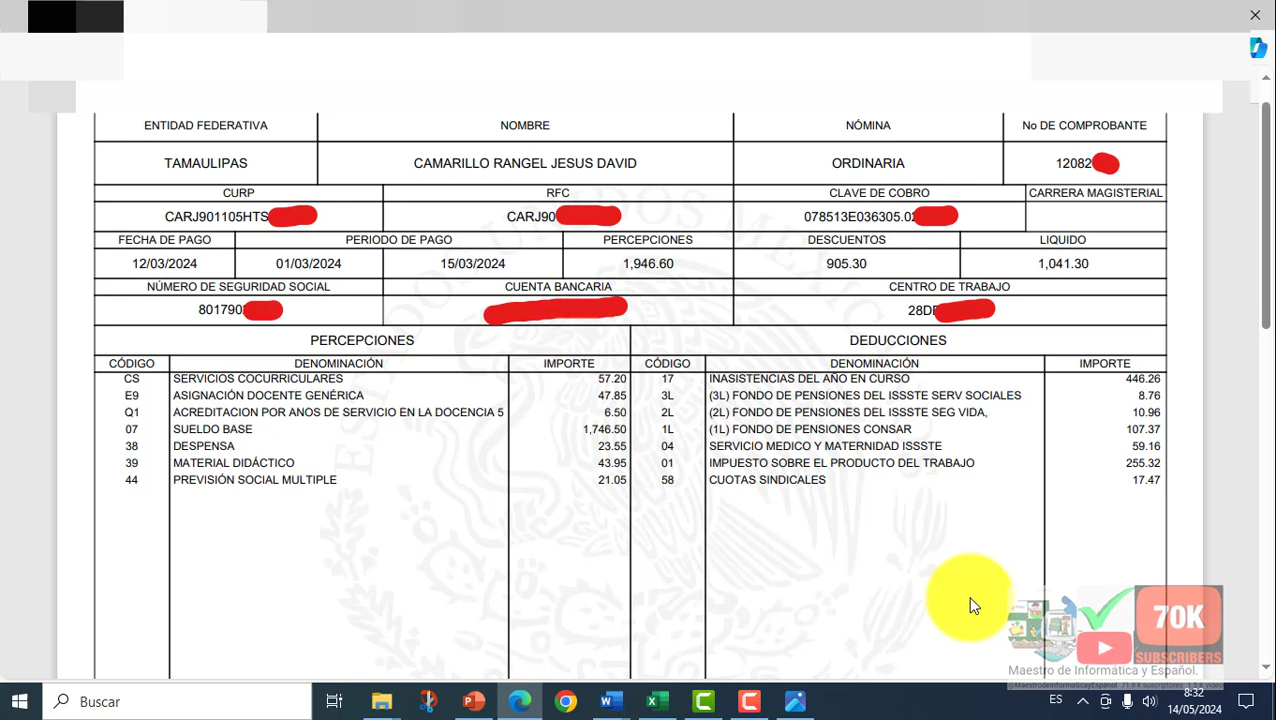 ENTIDAD FEDERATIVA NOMBRE NÓMINA No DE COMPROBANTE
TAMAULIPAS CAMARILLO RANGEL JESUS DAVID ORDINARIA 12082
CURP RFC CLAVE DE COBRO CARRERA MAGISTERIAL
CARJ901105HTS CARJ90 078513E036305.02
FECHA DE PAGO PERIODO DE PAGO PERCEPCIONES DESCUENTOS LIQUIDO
12/03/2024 01/03/2024 15/03/2024 1,946.60 905.30 1,041.30
NÚMERO DE SEGURIDAD SOCIAL CUENTA BANCARIA CENTRO DE TRABAJO
801790 28D
PERCEPCIONES DEDUCCIONES
CÓDIGO DENOMINACIÓN IMPORTE CÓDIGO DENOMINACIÓN IMPORTE
CS SERVICIOS COCURRICULARES 57.20 17 INASISTENCIAS DEL AÑO EN CURSO 446.26
E9 ASIGNACIÓN DOCENTE GENÉRICA 47.85 3L (3L) FONDO DE PENSIONES DEL ISSSTE SERV SOCIALES 8.76
Q1 ACREDITACION POR ANOS DE SERVICIO EN LA DOCENCIA 5 6.50 2L (2L) FONDO DE PENSIONES DEL ISSSTE SEG VIDA, 10.96
07 SUELDO BASE 1,746.50 1L (1L) FONDO DE PENSIONES CONSAR 107.37
38 DESPENSA 23.55 04 SERVICIO MEDICO Y MATERNIDAD ISSSTE 59.16
39 MATERIAL DIDÁCTICO 43.95 01 IMPUESTO SOBRE EL PRODUCTO DEL TRABAJO 255.32
44 PREVISIÓN SOCIAL MULTIPLE 21.05 58 CUOTAS SINDICALES 17.47
ESTADOS UNIDOS MEXIC
70K
SUBSCRIBERS
Maestro de Informática y Español.
Buscar
ES
8:32
14/05/2024